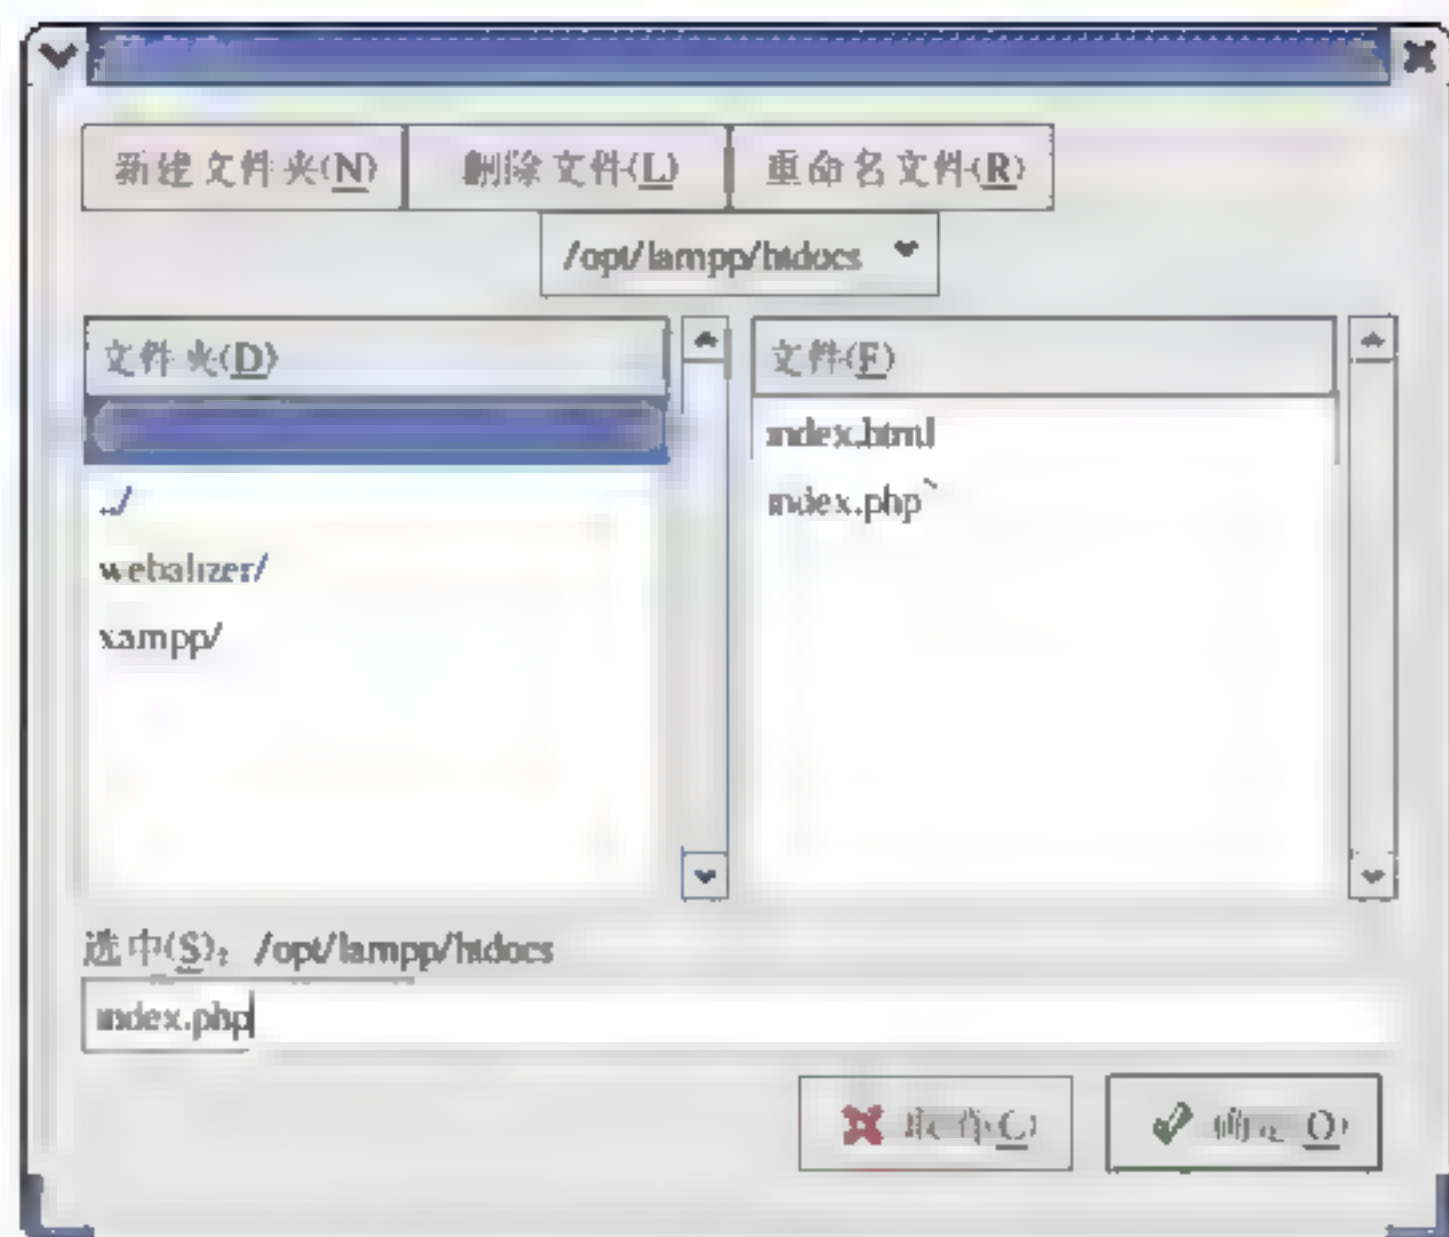 新建文件夹(N) 删除文件(L) 重命名文件(R)
/opt/lampp/htdocs
文件夹(D) 文件(F)
index.html
../ index.php~
webalizer/
xampp/
选中(S): /opt/lampp/htdocs
index.php
取消(C) 确定(O)